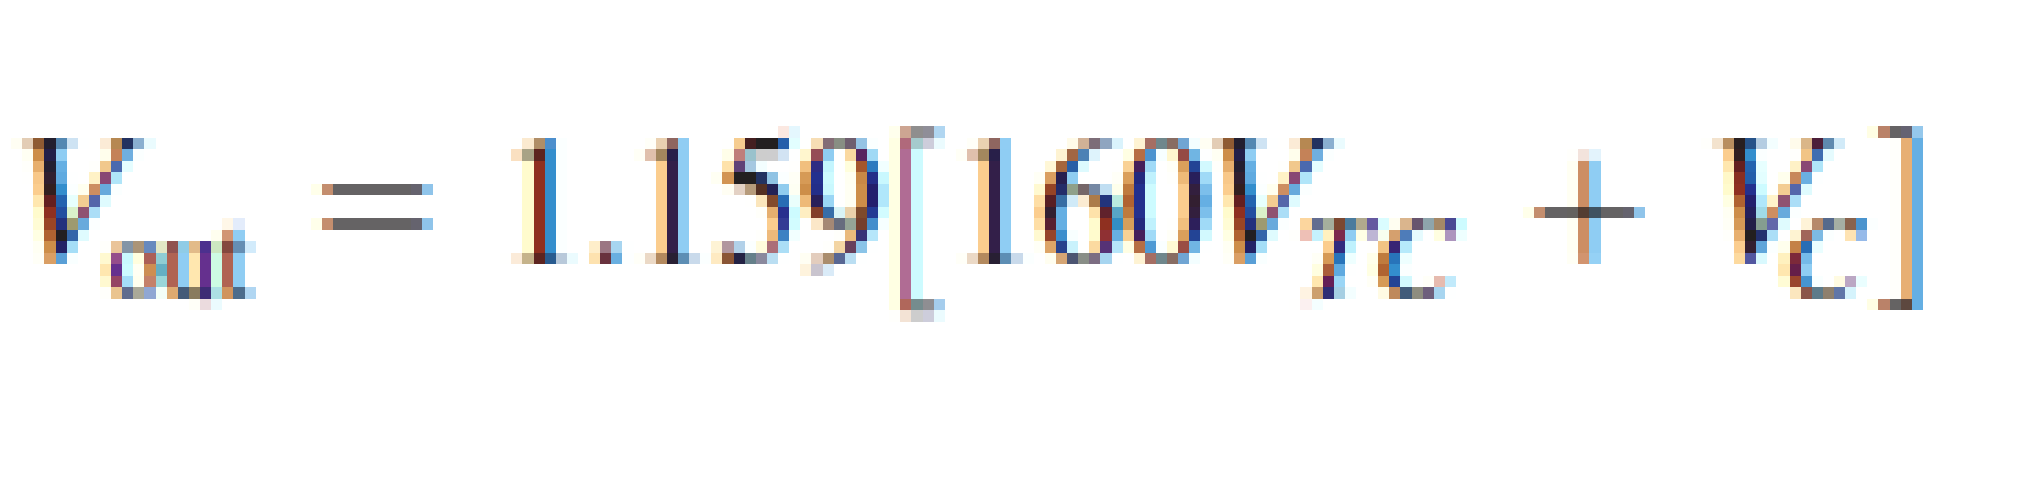 V_out = 1.159[160V_TC + V_C]